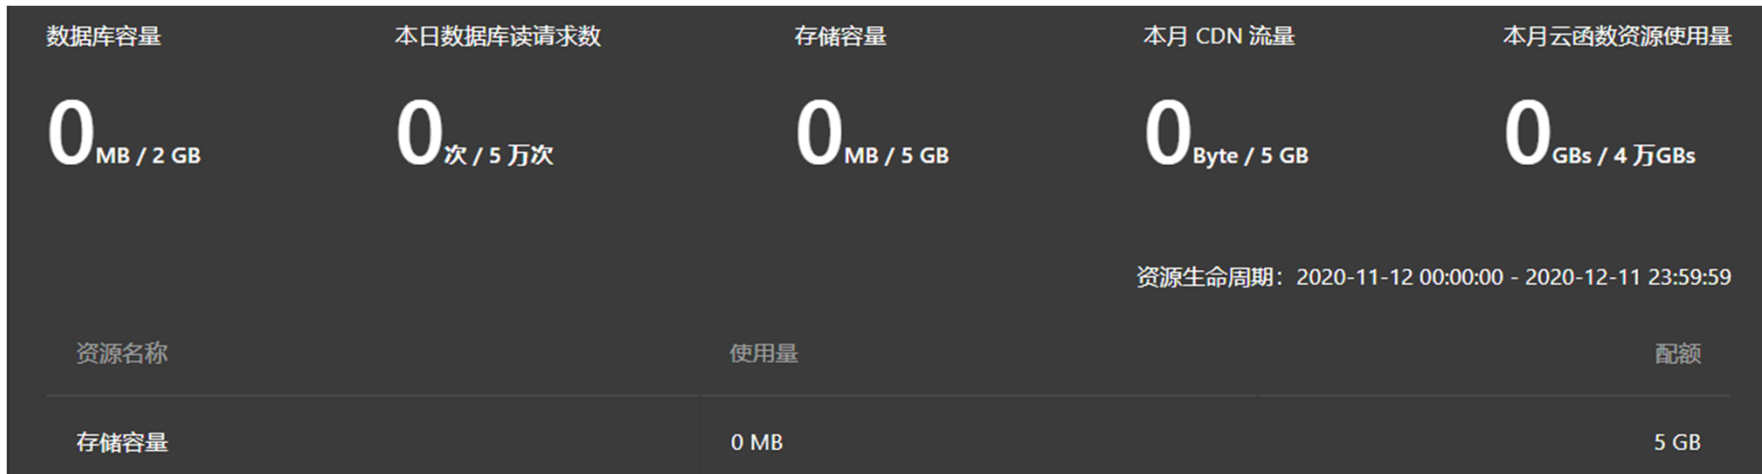 数据库容量 本日数据库读请求数 存储容量 本月 CDN 流量 本月云函数资源使用量
0MB / 2 GB 0次 / 5 万次 0MB / 5 GB 0Byte / 5 GB 0GBs / 4 万GBs
资源生命周期：2020-11-12 00:00:00 - 2020-12-11 23:59:59
资源名称 使用量 配额
存储容量 0 MB 5 GB